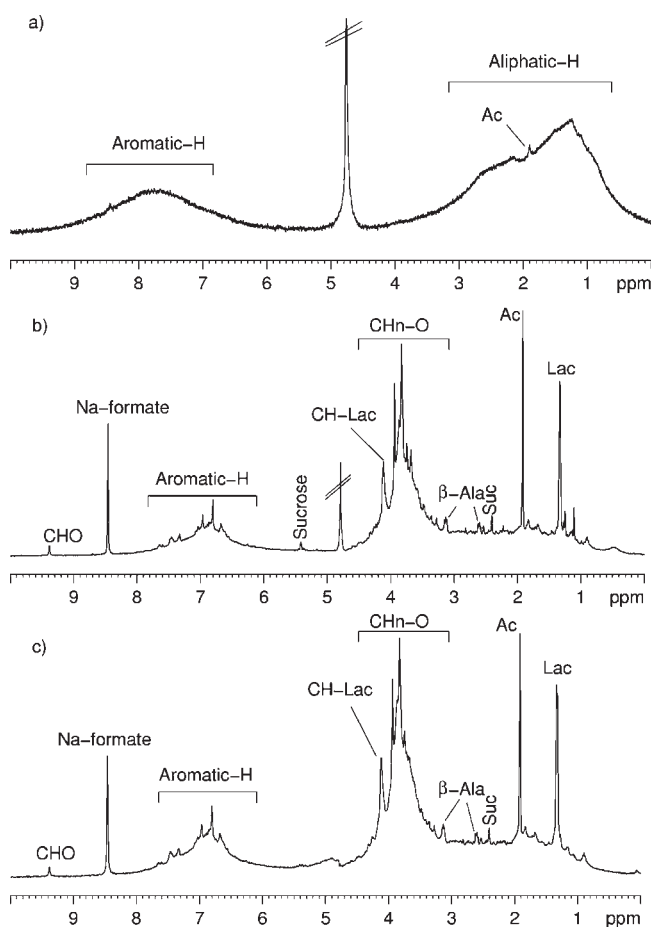 a)
Aliphatic–H
Ac
Aromatic–H
9 8 7 6 5 4 3 2 1 ppm
b)
CHn–O
Ac
Na–formate
CH–Lac
Lac
Aromatic–H
Sucrose
β–Ala
Suc
CHO
9 8 7 6 5 4 3 2 1 ppm
c)
CHn–O
Ac
CH–Lac
Lac
Na–formate
Aromatic–H
β–Ala
Suc
CHO
9 8 7 6 5 4 3 2 1 ppm